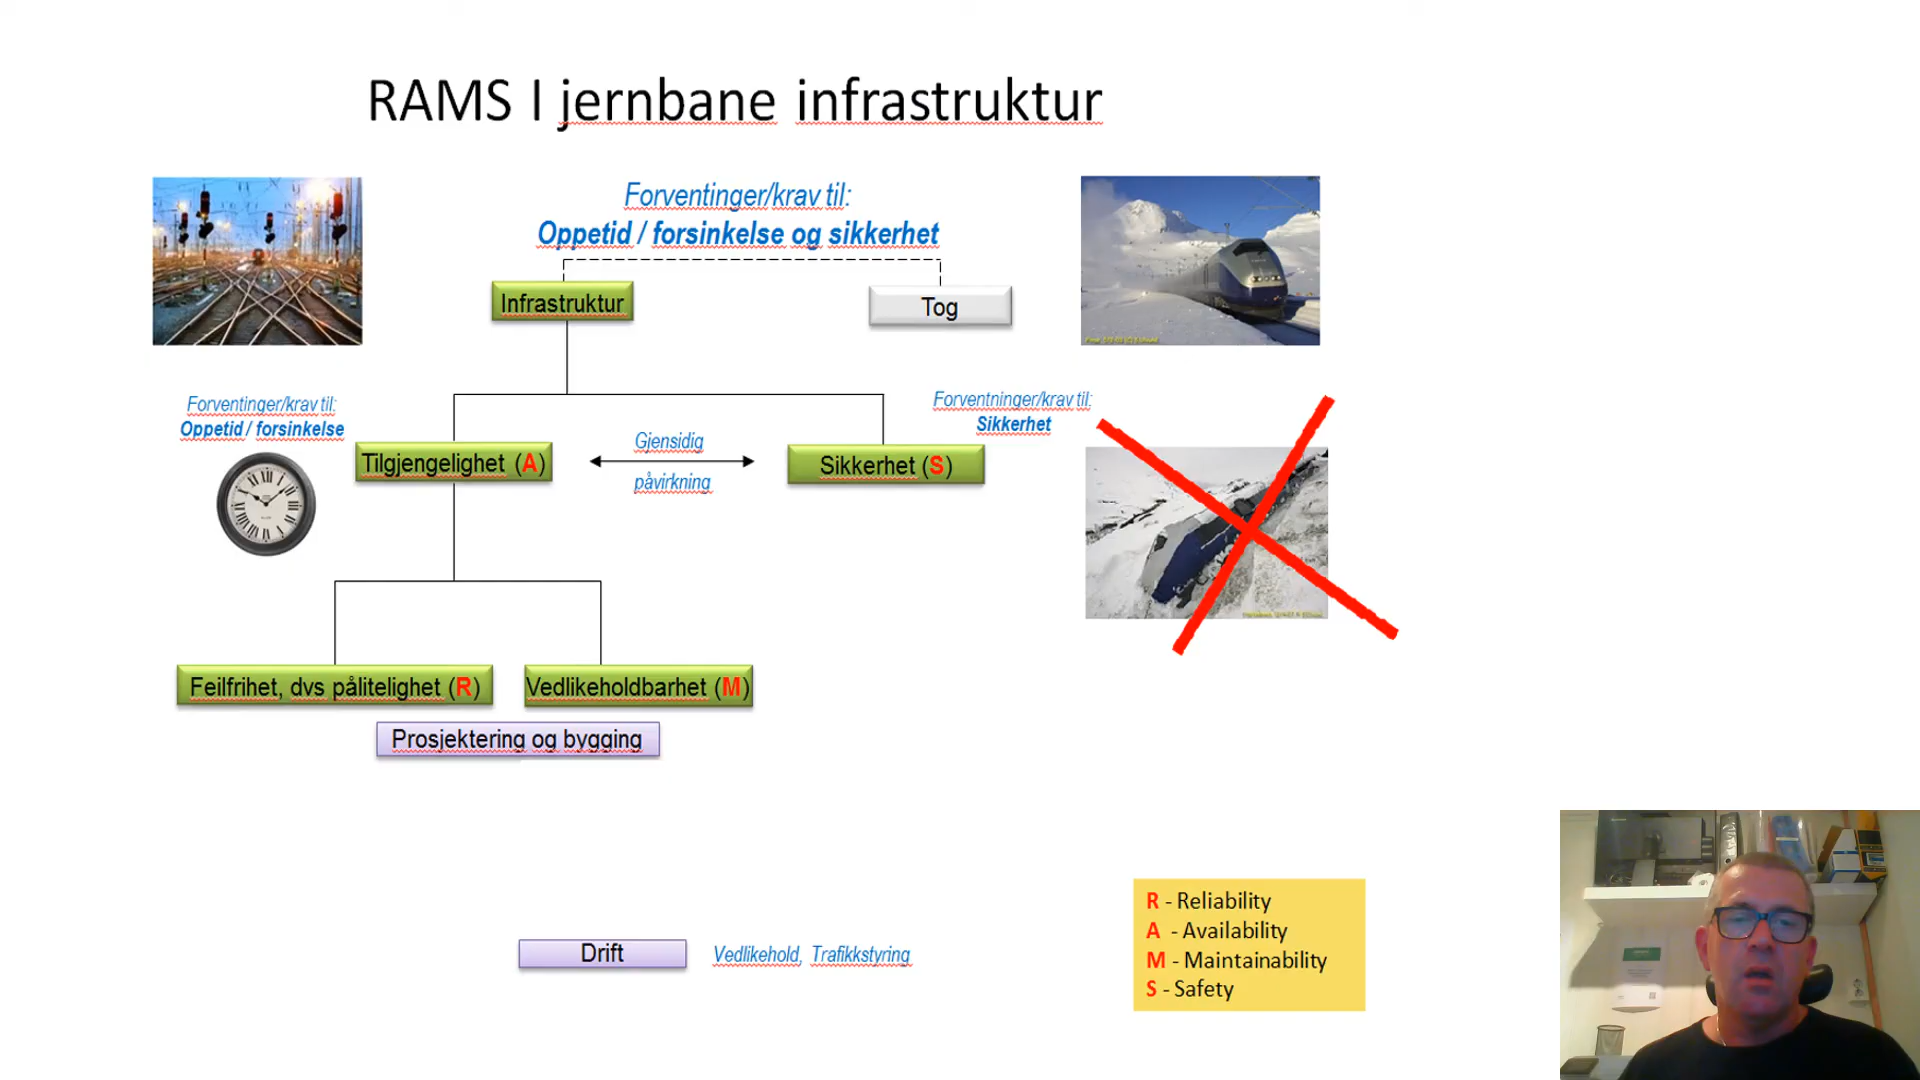 RAMS I jernbane infrastruktur
Forventinger/krav til:
Oppetid / forsinkelse og sikkerhet
Infrastruktur
Tog
Forventinger/krav til:
Oppetid / forsinkelse
Forventninger/krav til:
Sikkerhet
Tilgjengelighet (A)
Gjensidig
påvirkning
Sikkerhet (S)
Feilfrihet, dvs pålitelighet (R)
Vedlikeholdbarhet (M)
Prosjektering og bygging
Drift
Vedlikehold, Trafikkstyring
R - Reliability
A - Availability
M - Maintainability
S - Safety